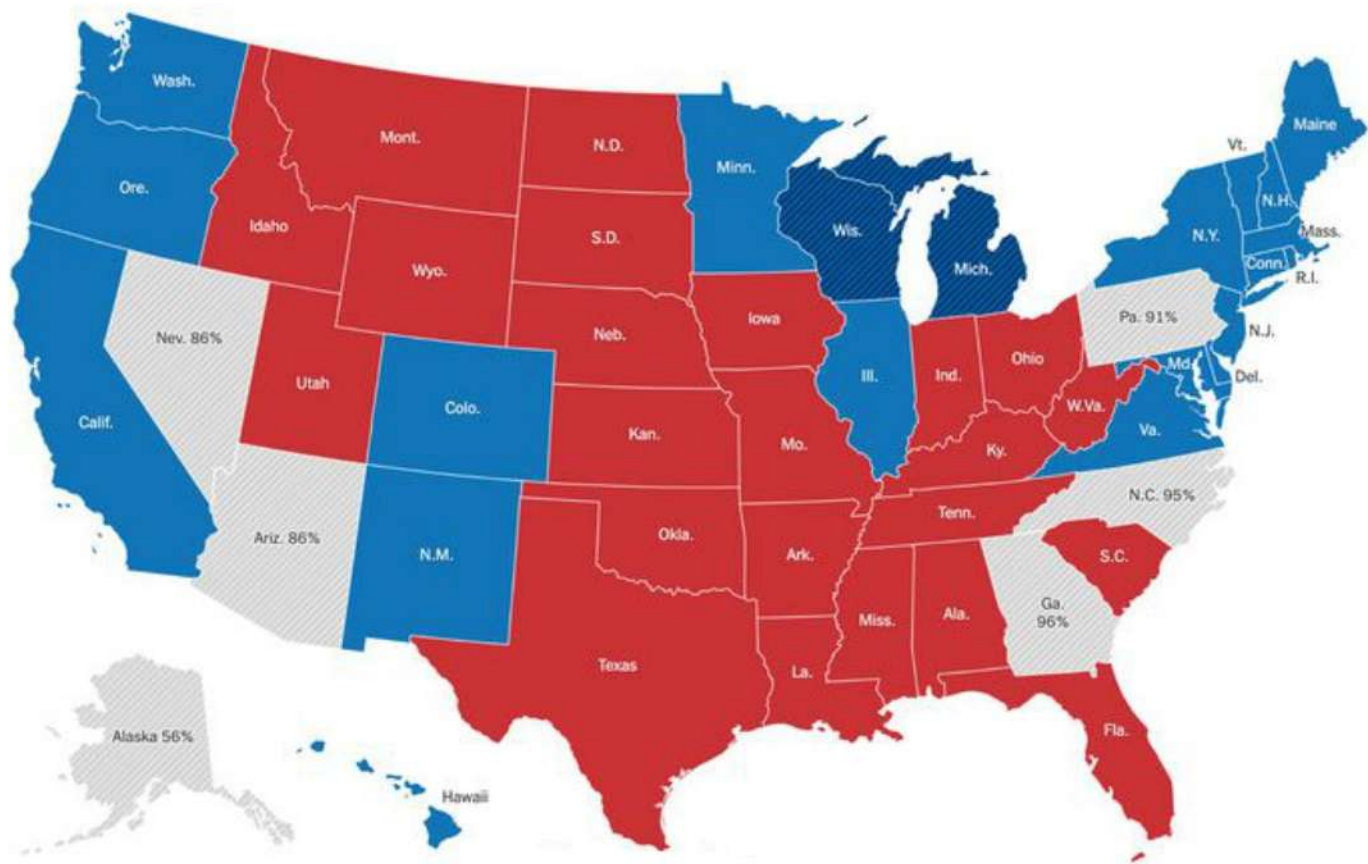 Wash.
Mont.
N.D.
Minn.
Maine
Vt.
Ore.
Idaho
S.D.
Wis.
N.H.
N.Y.
Mass.
Wyo.
Mich.
Conn.
R.I.
Iowa
Pa. 91%
N.J.
Nev. 86%
Neb.
Ohio
Utah
Ill.
Ind.
Md.
Del.
Colo.
W.Va.
Calif.
Kan.
Mo.
Ky.
Va.
N.C. 95%
Tenn.
Ariz. 86%
Okla.
N.M.
Ark.
S.C.
Miss.
Ala.
Ga.
96%
Texas
La.
Alaska 56%
Fla.
Hawaii